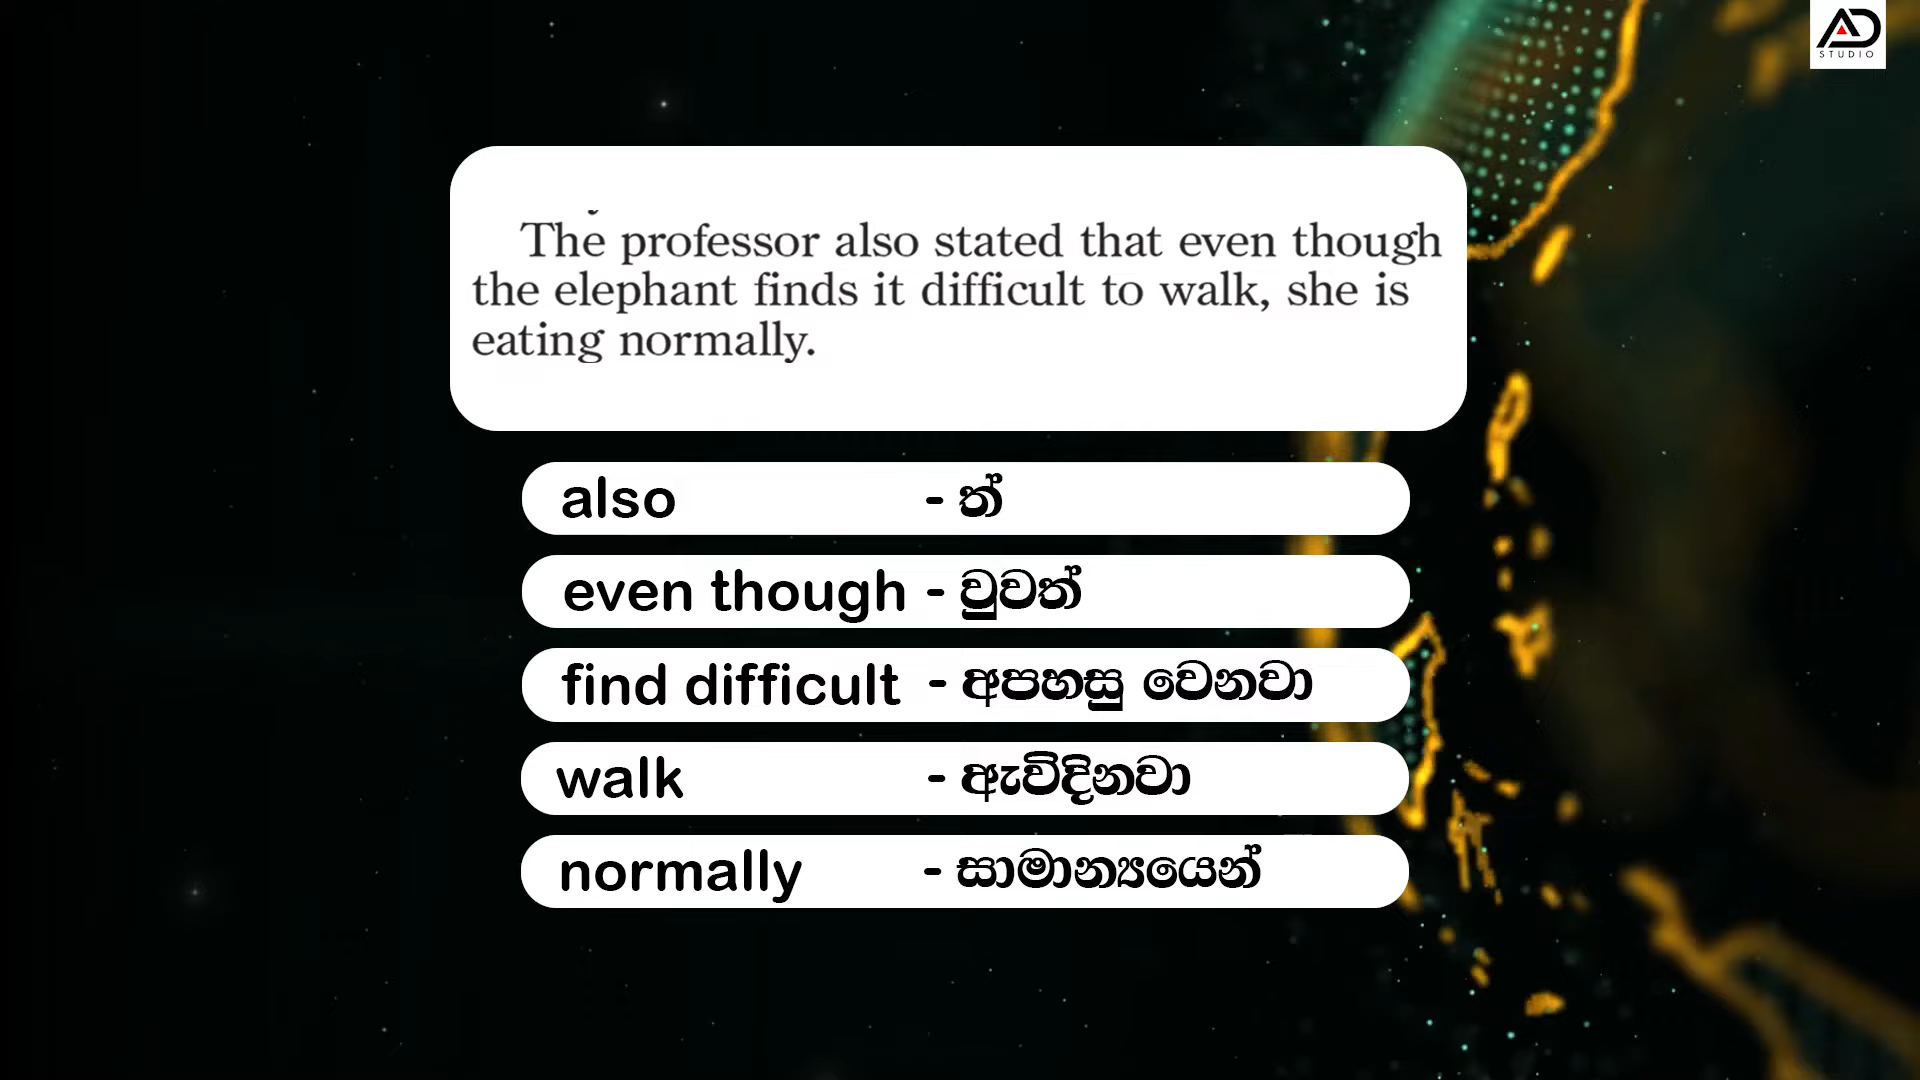 AD
STUDIO
The professor also stated that even though
the elephant finds it difficult to walk, she is
eating normally.
also - ත්
even though - වුවත්
find difficult - අපහසු වෙනවා
walk - ඇවිදිනවා
normally - සාමාන්‍යයෙන්